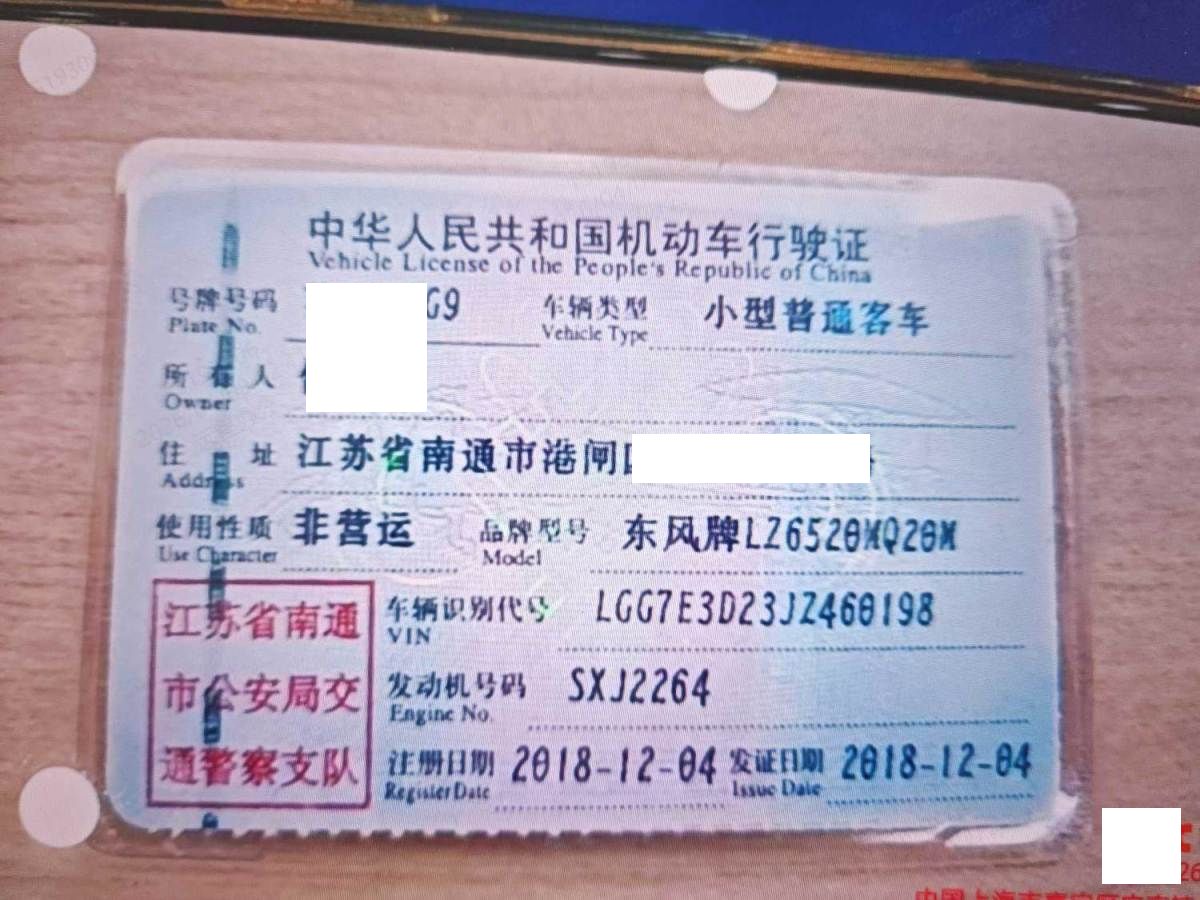 中华人民共和国机动车行驶证
Vehicle License of the People's Republic of China
号牌号码 G9 车辆类型 小型普通客车
Plate No. Vehicle Type
所有人
Owner
住址 江苏省南通市港闸
Address
使用性质 非营运 品牌型号 东风牌LZ6520MQ20M
Use Character Model
江苏省南通
市公安局交
通警察支队
车辆识别代号 LGG7E3D23JZ460198
VIN
发动机号码 SXJ2264
Engine No.
注册日期 2018-12-04 发证日期 2018-12-04
Register Date Issue Date
26